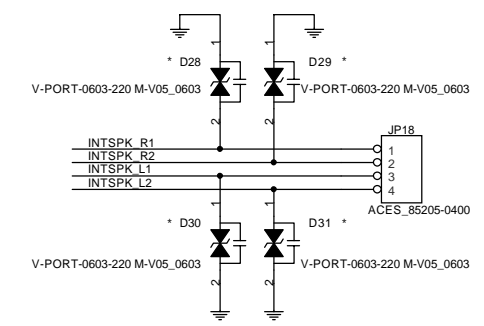 1
1
* D28
D29 *
V-PORT-0603-220 M-V05_0603
V-PORT-0603-220 M-V05_0603
2
2
JP18
INTSPK_R1
1
INTSPK_R2
2
INTSPK_L1
3
INTSPK_L2
4
ACES_85205-0400
1
1
* D30
D31 *
V-PORT-0603-220 M-V05_0603
V-PORT-0603-220 M-V05_0603
2
2